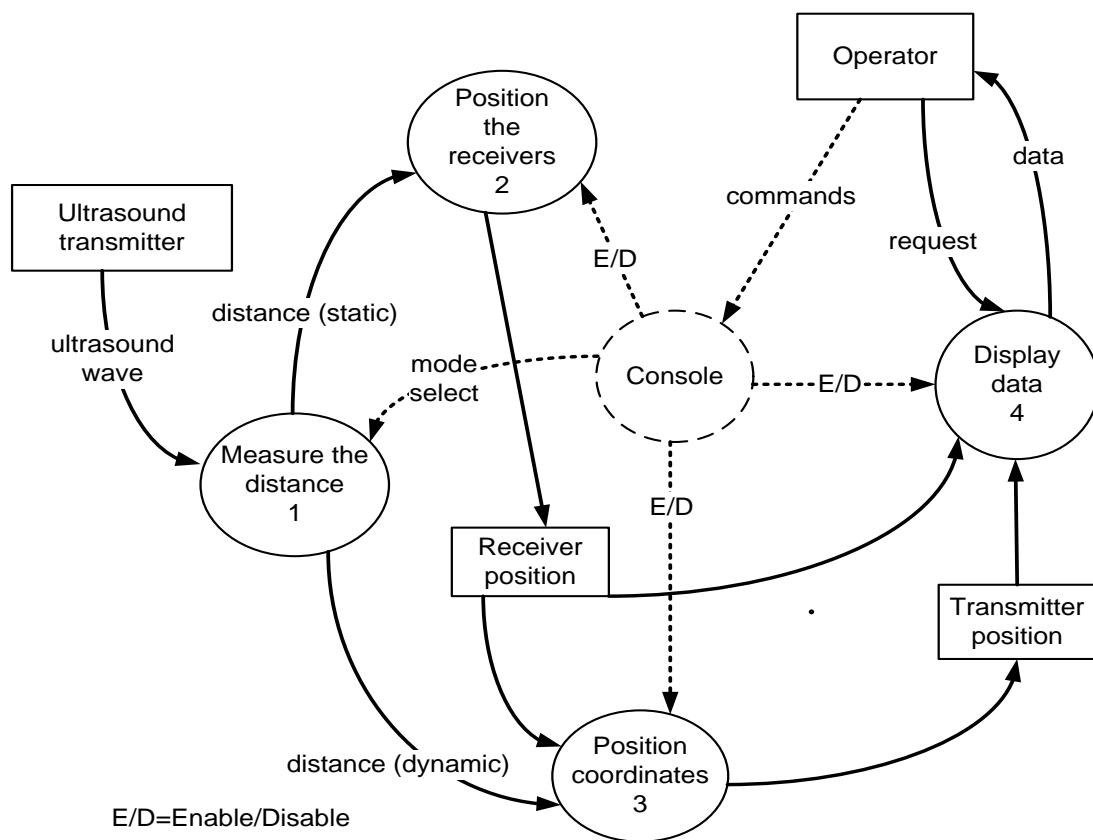 Operator
Position
the
receivers
2
data
commands
Ultrasound
transmitter
request
E/D
distance (static)
ultrasound
wave
mode
select
Console
E/D
Display
data
4
Measure the
distance
1
E/D
Receiver
position
Transmitter
position
Position
coordinates
3
distance (dynamic)
E/D=Enable/Disable